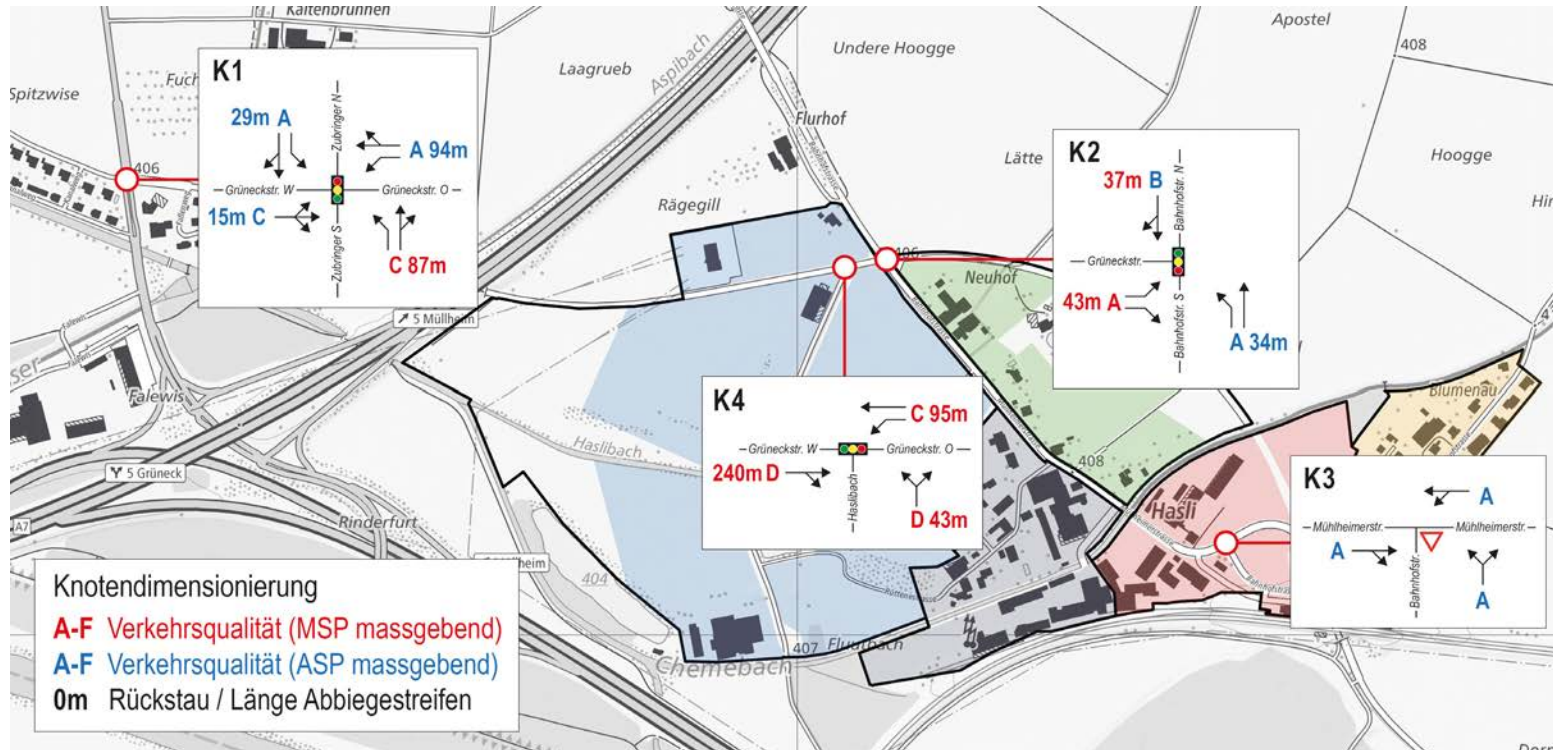 Kaltenbrunnen
Apostel
408
Undere Hoogge
Laagrueb
Aspibach
Spitzwise
Flurhof
Lätte
Hoogge
406
Rägegill
406
Neuhof
K1
29m A
A 94m
Zubringer N
Grüneckstr. W
Grüneckstr. O
15m C
Zubringer S
C 87m
K2
37m B
Bahnhofstr. N
Grüneckstr.
43m A
Bahnhofstr. S
A 34m
5 Müllheim
Falewis
Haslibach
K4
C 95m
Grüneckstr. W
Grüneckstr. O
240m D
Haslibach
D 43m
Blumenau
408
Hasli
K3
A
Mühlheimerstr.
Mühlheimerstr.
A
Bahnhofstr.
A
5 Grüneck
A7
Rinderfurt
404
407
Fluurbach
Chemebach
Knotendimensionierung
A-F Verkehrsqualität (MSP massgebend)
A-F Verkehrsqualität (ASP massgebend)
0m Rückstau / Länge Abbiegestreifen